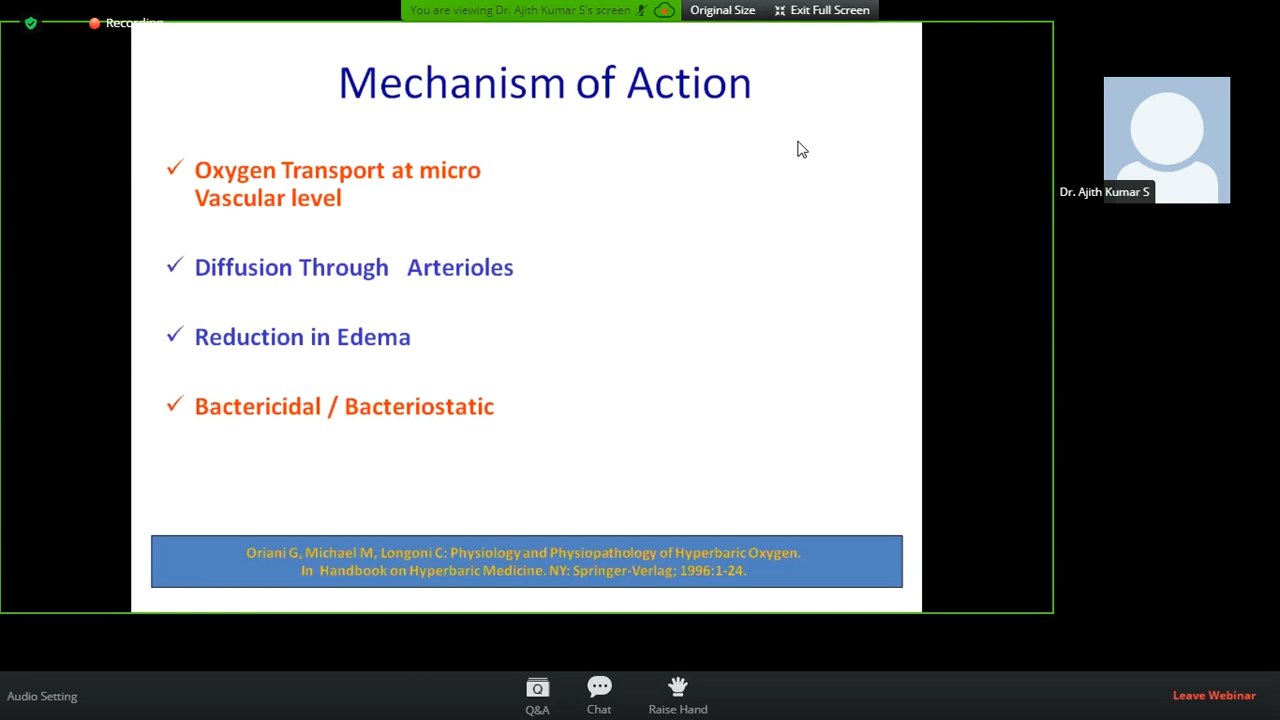 You are viewing Dr. Ajith Kumar S's screen
Original Size
Exit Full Screen
Recording
Mechanism of Action
Oxygen Transport at micro
Vascular level
Diffusion Through Arterioles
Reduction in Edema
Bactericidal / Bacteriostatic
Oriani G, Michael M, Longoni C: Physiology and Physiopathology of Hyperbaric Oxygen.
In Handbook on Hyperbaric Medicine. NY: Springer-Verlag; 1996:1-24.
Dr. Ajith Kumar S
Audio Setting
Q
Q&A
Chat
Raise Hand
Leave Webinar